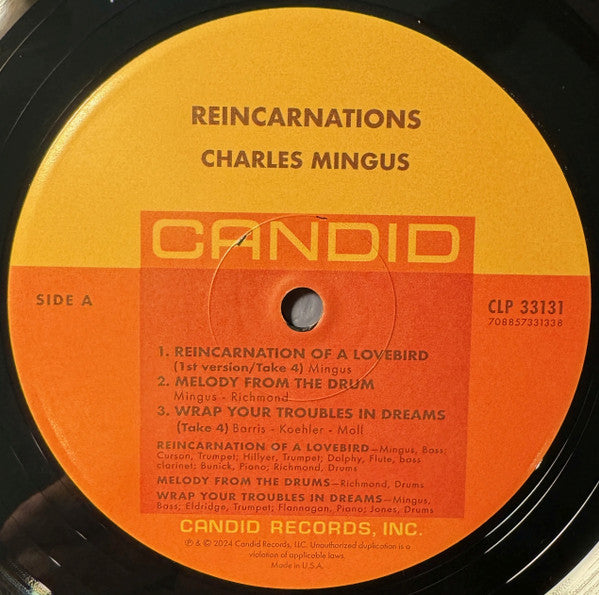 REINCARNATIONS
CHARLES MINGUS
CANDID
SIDE A
CLP 33131
708857331338
1. REINCARNATION OF A LOVEBIRD
(1st version/Take 4) Mingus
2. MELODY FROM THE DRUM
Mingus - Richmond
3. WRAP YOUR TROUBLES IN DREAMS
(Take 4) Barris - Koehler - Moll
REINCARNATION OF A LOVEBIRD—Mingus, Bass;
Curson, Trumpet; Hillyer, Trumpet; Dolphy, Flute, bass
clarinet; Bunick, Piano; Richmond, Drums
MELODY FROM THE DRUMS—Richmond, Drums
WRAP YOUR TROUBLES IN DREAMS—Mingus,
Bass; Eldridge, Trumpet; Flannagon, Piano; Jones, Drums
CANDID RECORDS, INC.
℗ & © 2024 Candid Records, LLC. Unauthorized duplication is a
violation of applicable laws.
Made in U.S.A.